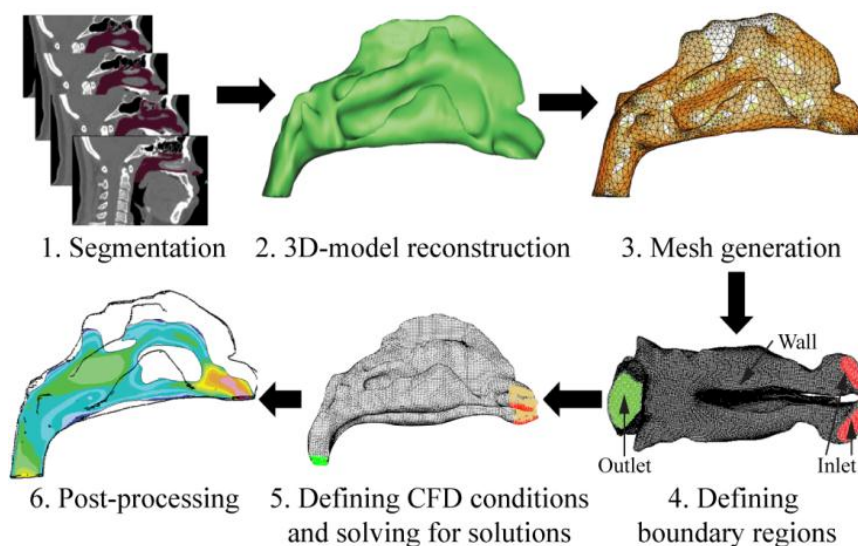 1. Segmentation
2. 3D-model reconstruction
3. Mesh generation
Wall
Outlet
Inlet
4. Defining
boundary regions
5. Defining CFD conditions
and solving for solutions
6. Post-processing